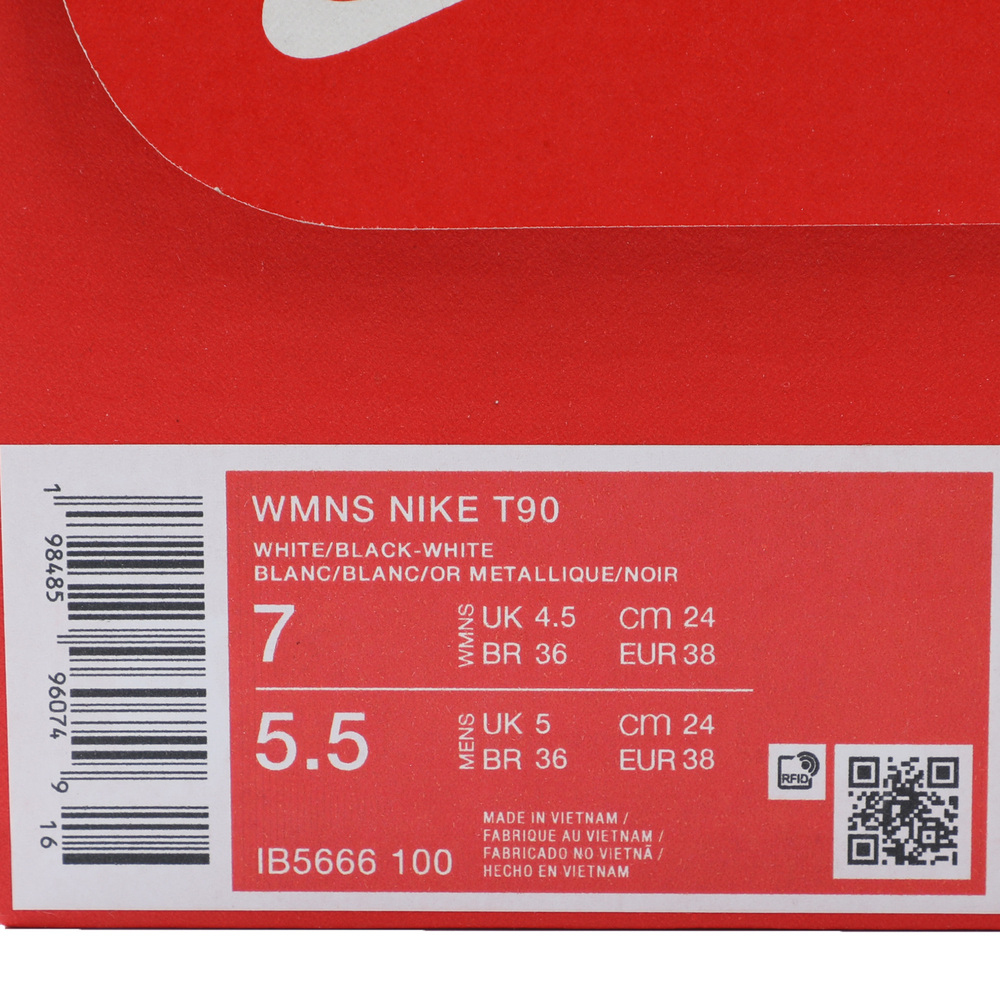 1 98485 96074 9 16
WMNS NIKE T90
WHITE/BLACK-WHITE
BLANC/BLANC/OR METALLIQUE/NOIR
7 WMNS UK 4.5 cm 24
BR 36 EUR 38
5.5 MENS UK 5 cm 24
BR 36 EUR 38
RFID
MADE IN VIETNAM /
FABRIQUE AU VIETNAM /
FABRICADO NO VIETNÃ /
HECHO EN VIETNAM
IB5666 100